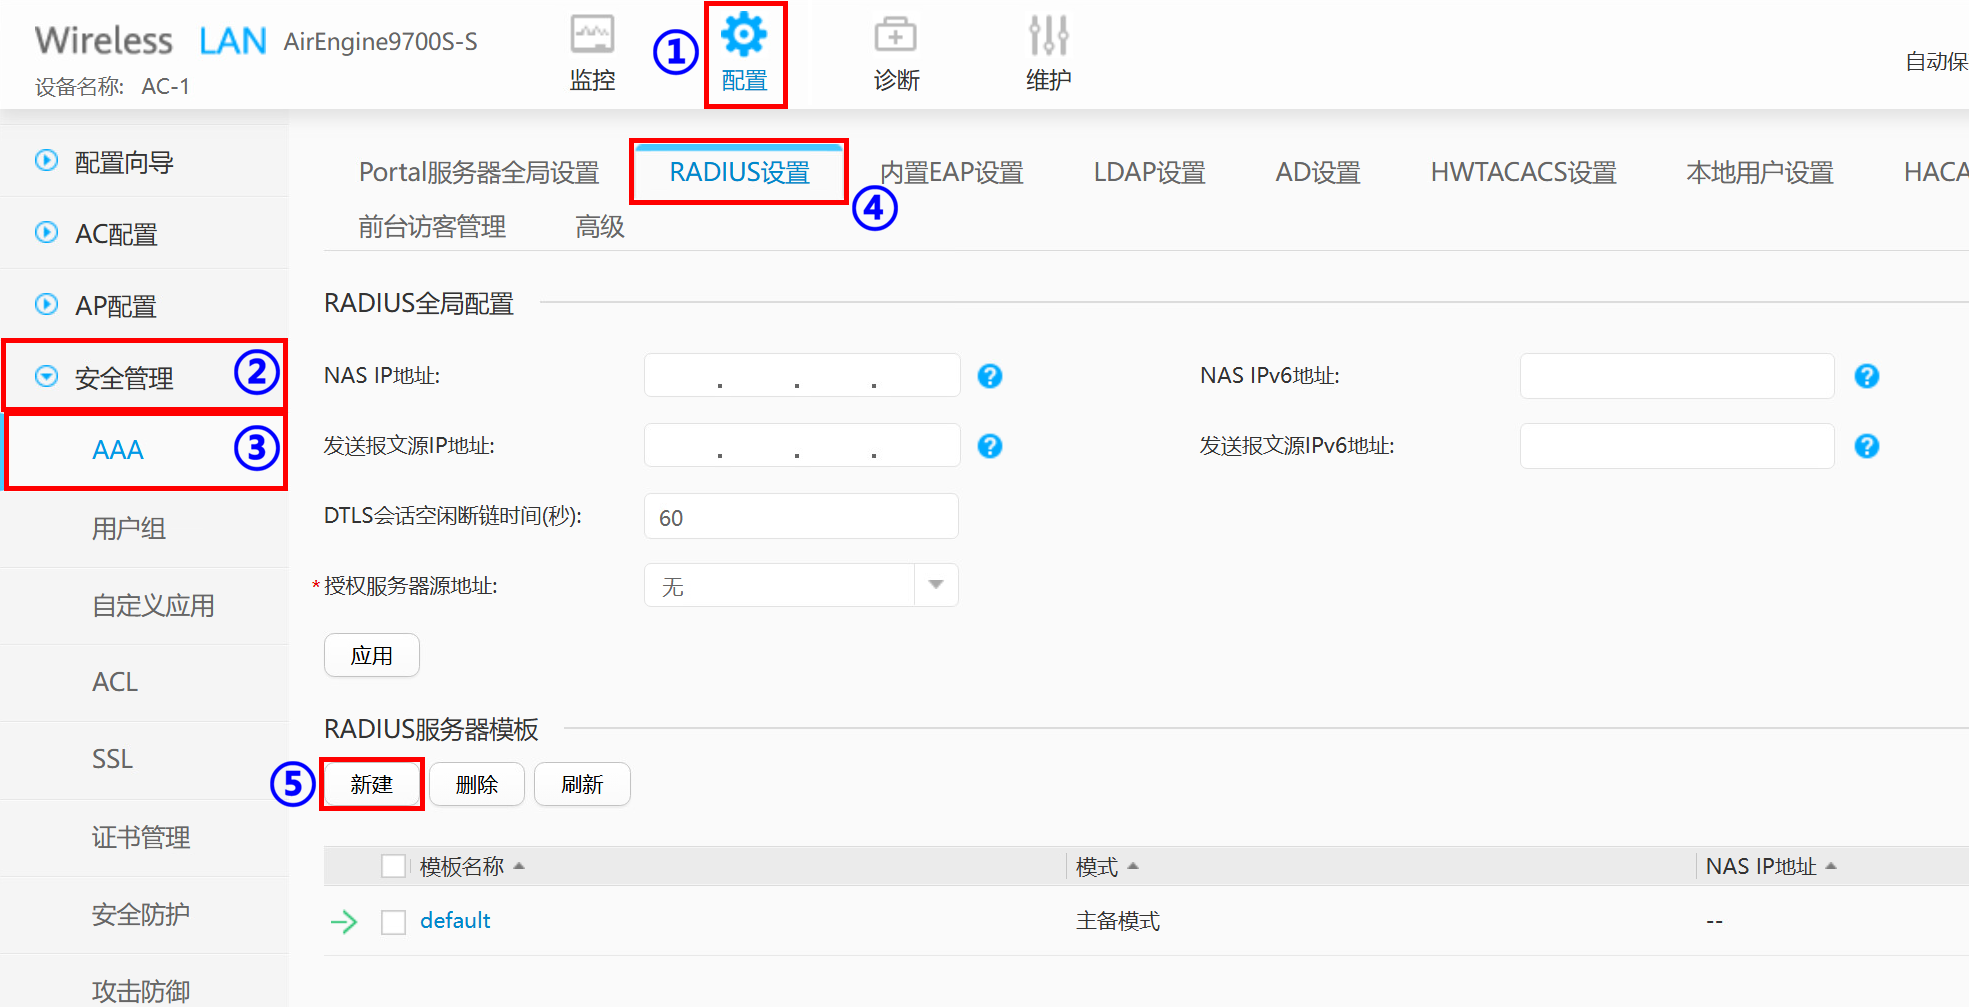 Wireless LAN AirEngine9700S-S
设备名称: AC-1
监控
① 配置
诊断
维护
自动保
配置向导
AC配置
AP配置
安全管理 ②
AAA ③
用户组
自定义应用
ACL
SSL
证书管理
安全防护
攻击防御
Portal服务器全局设置 RADIUS设置 ④ 内置EAP设置 LDAP设置 AD设置 HWTACACS设置 本地用户设置 HACA
前台访客管理 高级
RADIUS全局配置
NAS IP地址: . . . ? NAS IPv6地址: ?
发送报文源IP地址: . . . ? 发送报文源IPv6地址: ?
DTLS会话空闲断链时间(秒): 60
*授权服务器源地址: 无
应用
RADIUS服务器模板
⑤ 新建 删除 刷新
模板名称 模式 NAS IP地址
default 主备模式 --